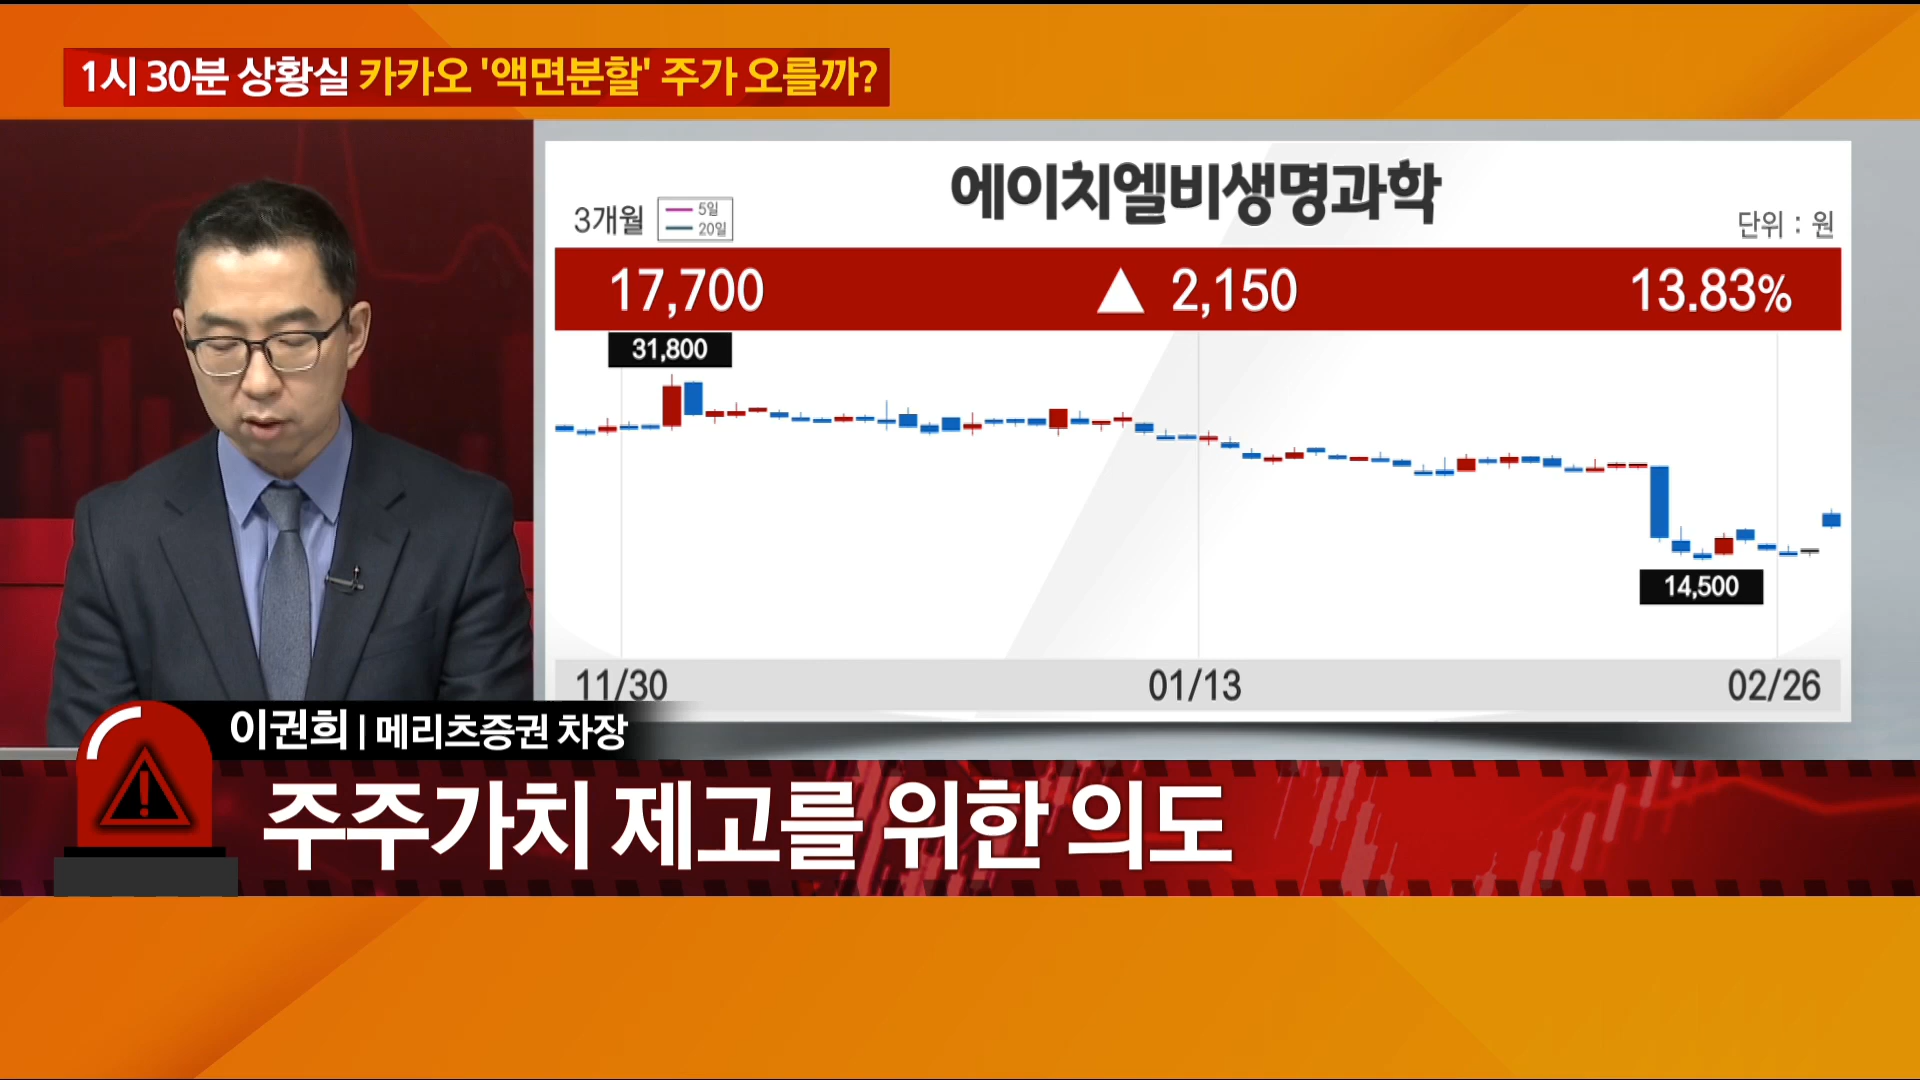 1시 30분 상황실 카카오 '액면분할' 주가 오를까?
에이치엘비생명과학
3개월
5일
20일
단위 : 원
17,700 ▲ 2,150 13.83%
31,800
14,500
11/30 01/13 02/26
이권희 | 메리츠증권 차장
주주가치 제고를 위한 의도